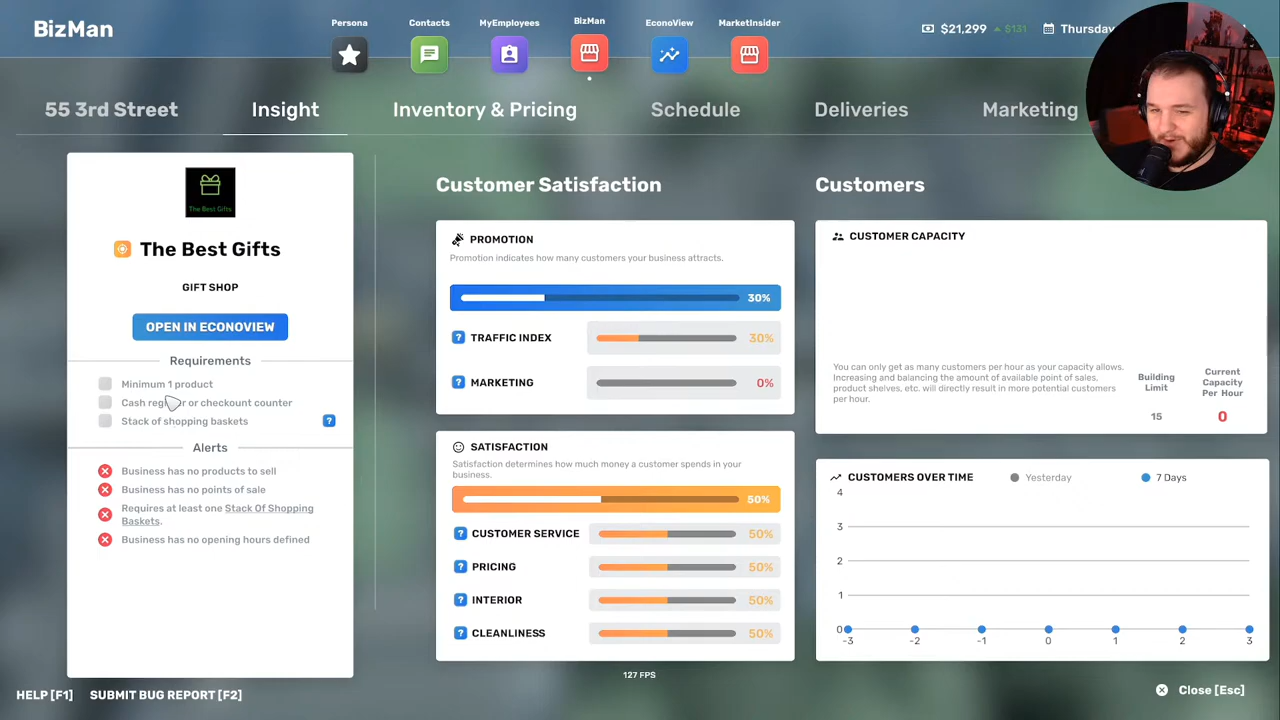 BizMan
Persona
Contacts
MyEmployees
BizMan
EconoView
MarketInsider
$21,299 ▲ $131
Thursday
55 3rd Street
Insight
Inventory & Pricing
Schedule
Deliveries
Marketing
The Best Gifts
The Best Gifts
GIFT SHOP
OPEN IN ECONOVIEW
Requirements
Minimum 1 product
Cash register or checkount counter
Stack of shopping baskets
?
Alerts
Business has no products to sell
Business has no points of sale
Requires at least one Stack Of Shopping
Baskets.
Business has no opening hours defined
Customer Satisfaction
PROMOTION
Promotion indicates how many customers your business attracts.
30%
? TRAFFIC INDEX 30%
? MARKETING 0%
SATISFACTION
Satisfaction determines how much money a customer spends in your
business.
50%
? CUSTOMER SERVICE 50%
? PRICING 50%
? INTERIOR 50%
? CLEANLINESS 50%
Customers
CUSTOMER CAPACITY
You can only get as many customers per hour as your capacity allows.
Increasing and balancing the amount of available point of sales,
product shelves, etc. will directly result in more potential customers
per hour.
Building
Limit
15
Current
Capacity
Per Hour
0
CUSTOMERS OVER TIME
Yesterday
7 Days
4
3
2
1
0
-3 -2 -1 0 1 2 3
127 FPS
HELP [F1]
SUBMIT BUG REPORT [F2]
Close [Esc]